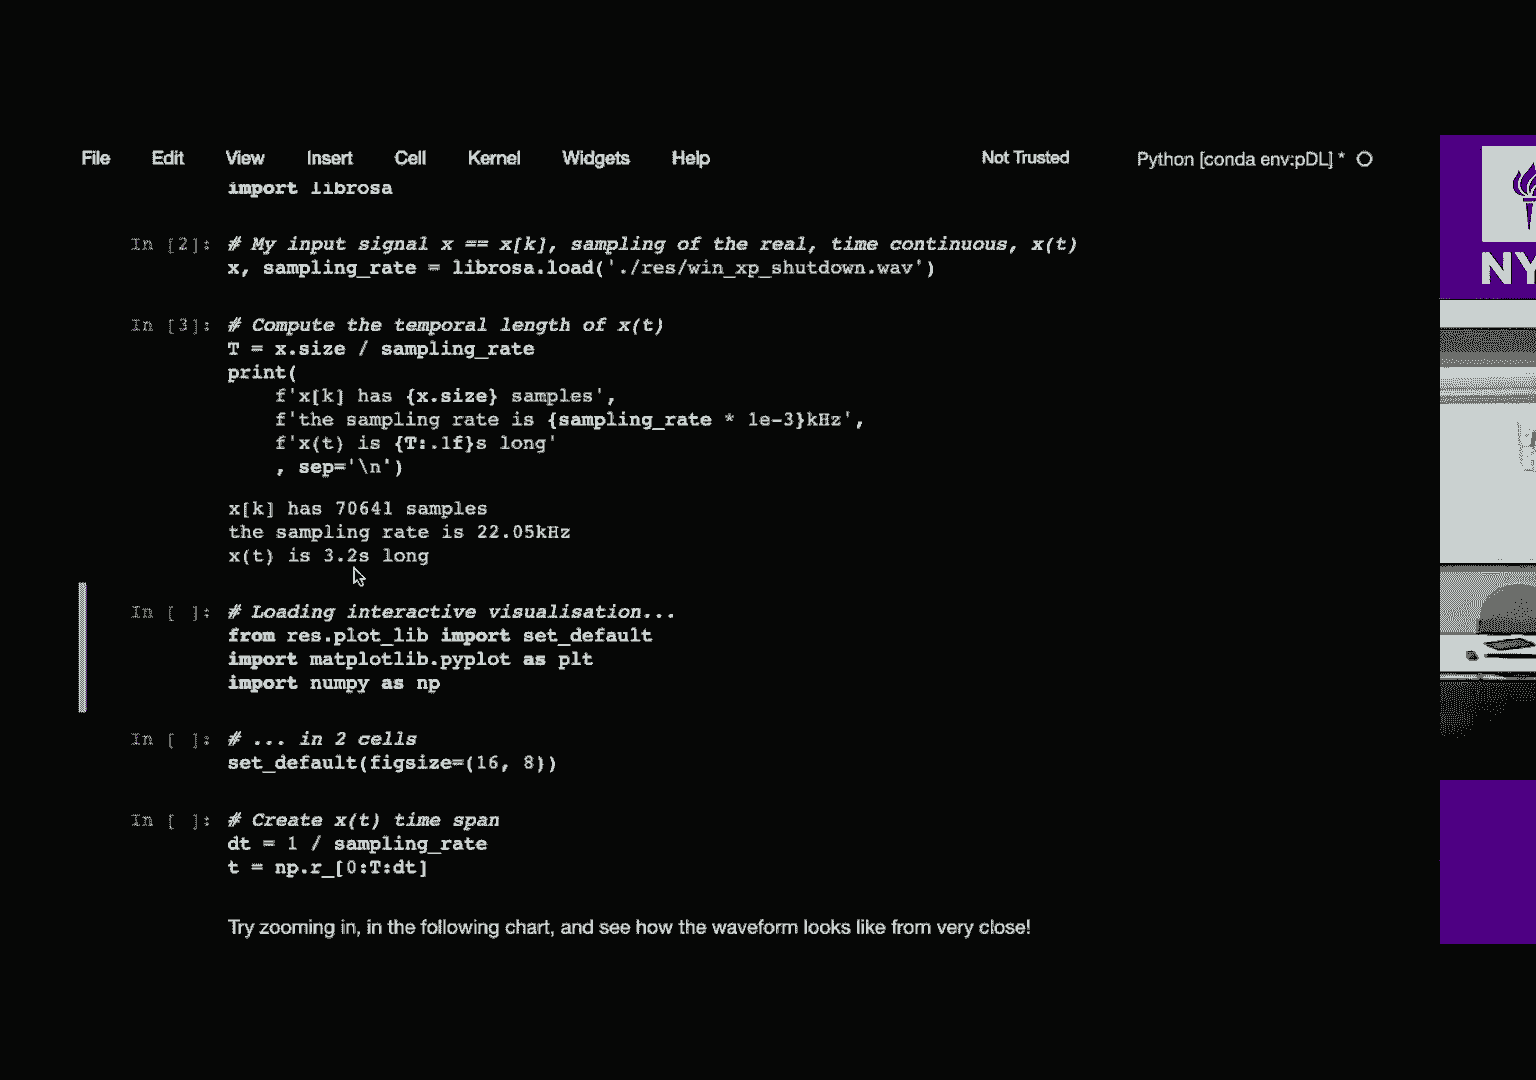 File Edit View Insert Cell Kernel Widgets Help Not Trusted Python [conda env:pDL] *
import librosa
In [2]: # My input signal x == x[k], sampling of the real, time continuous, x(t)
x, sampling_rate = librosa.load('./res/win_xp_shutdown.wav')
In [3]: # Compute the temporal length of x(t)
T = x.size / sampling_rate
print(
    f'x[k] has {x.size} samples',
    f'the sampling rate is {sampling_rate * 1e-3}kHz',
    f'x(t) is {T:.1f}s long'
    , sep='\n')
x[k] has 70641 samples
the sampling rate is 22.05kHz
x(t) is 3.2s long
In [ ]: # Loading interactive visualisation...
from res.plot_lib import set_default
import matplotlib.pyplot as plt
import numpy as np
In [ ]: # ... in 2 cells
set_default(figsize=(16, 8))
In [ ]: # Create x(t) time span
dt = 1 / sampling_rate
t = np.r_[0:T:dt]
Try zooming in, in the following chart, and see how the waveform looks like from very close!
NY